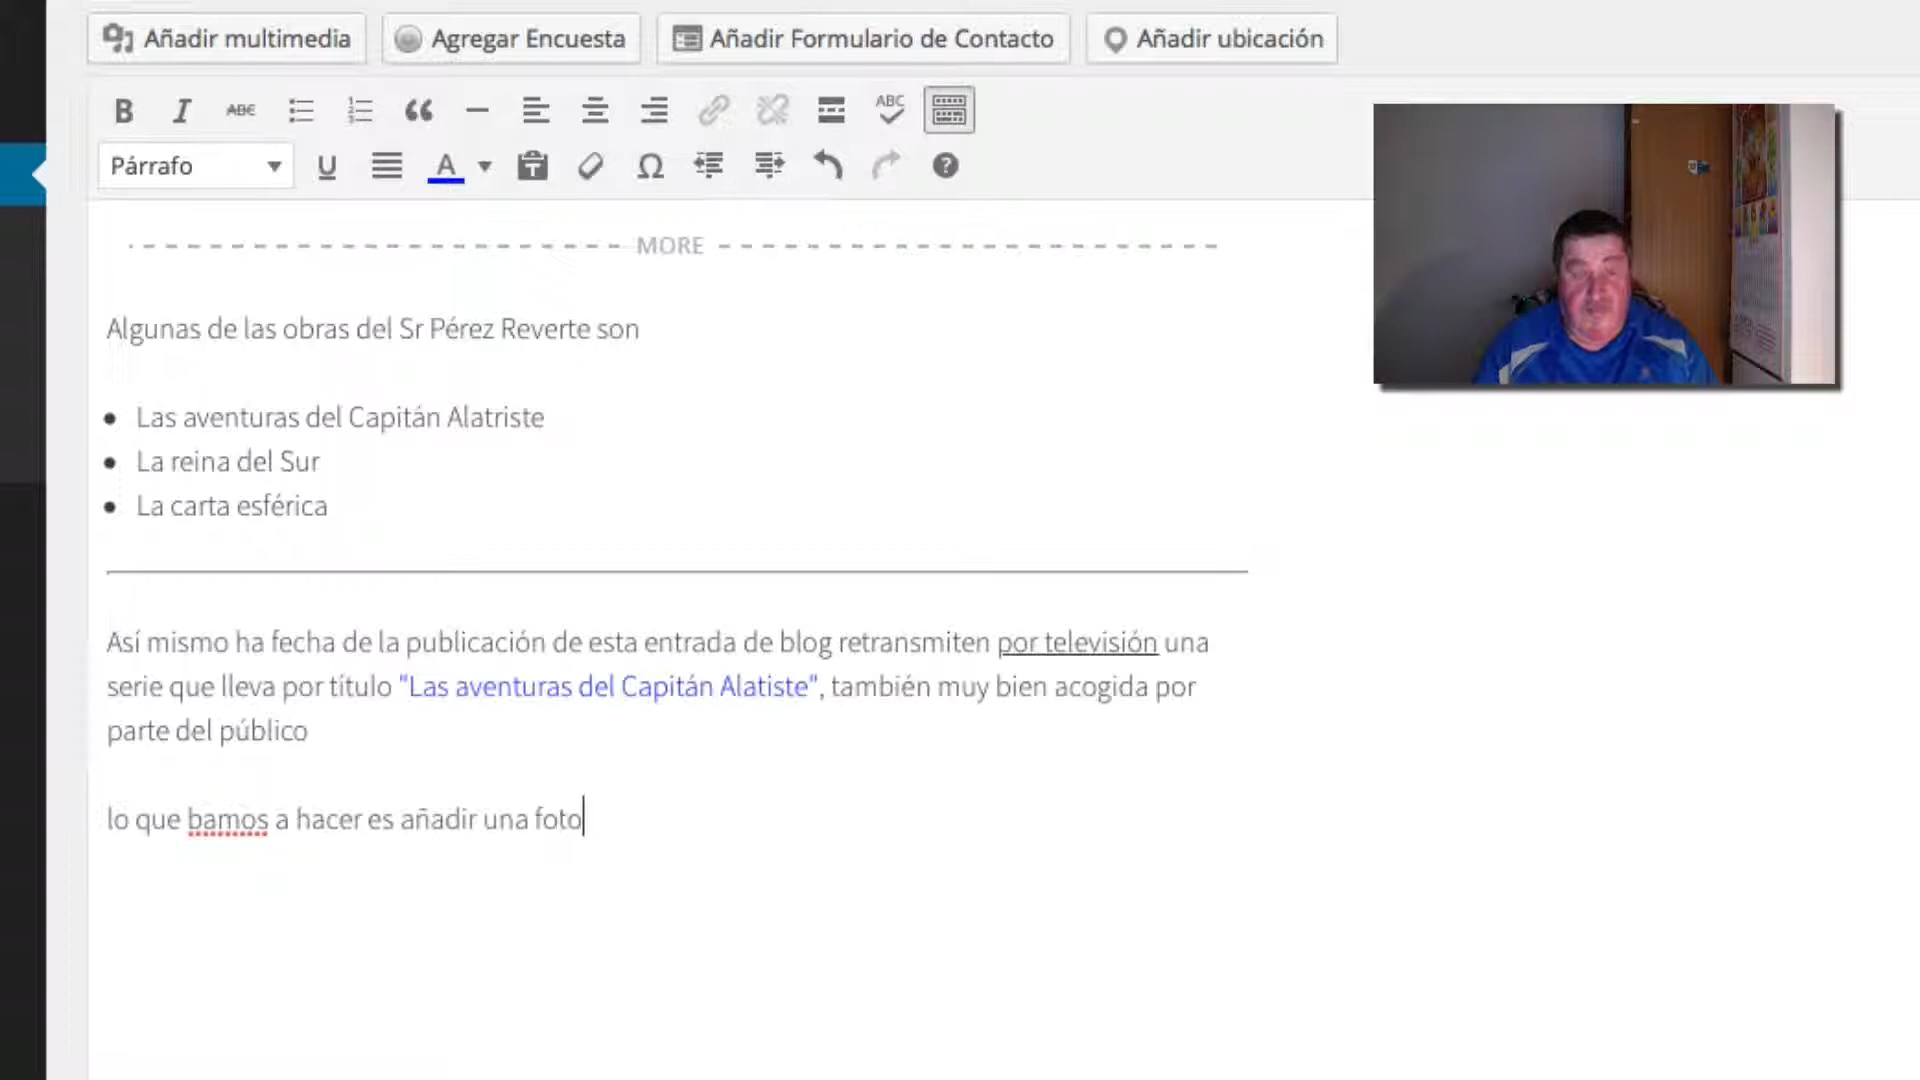 Añadir multimedia Agregar Encuesta Añadir Formulario de Contacto Añadir ubicación
B I ABC ABC
Párrafo U A T Ω ?
MORE
Algunas de las obras del Sr Pérez Reverte son
Las aventuras del Capitán Alatriste
La reina del Sur
La carta esférica
Así mismo ha fecha de la publicación de esta entrada de blog retransmiten por televisión una
serie que lleva por título "Las aventuras del Capitán Alatiste", también muy bien acogida por
parte del público
lo que bamos a hacer es añadir una foto